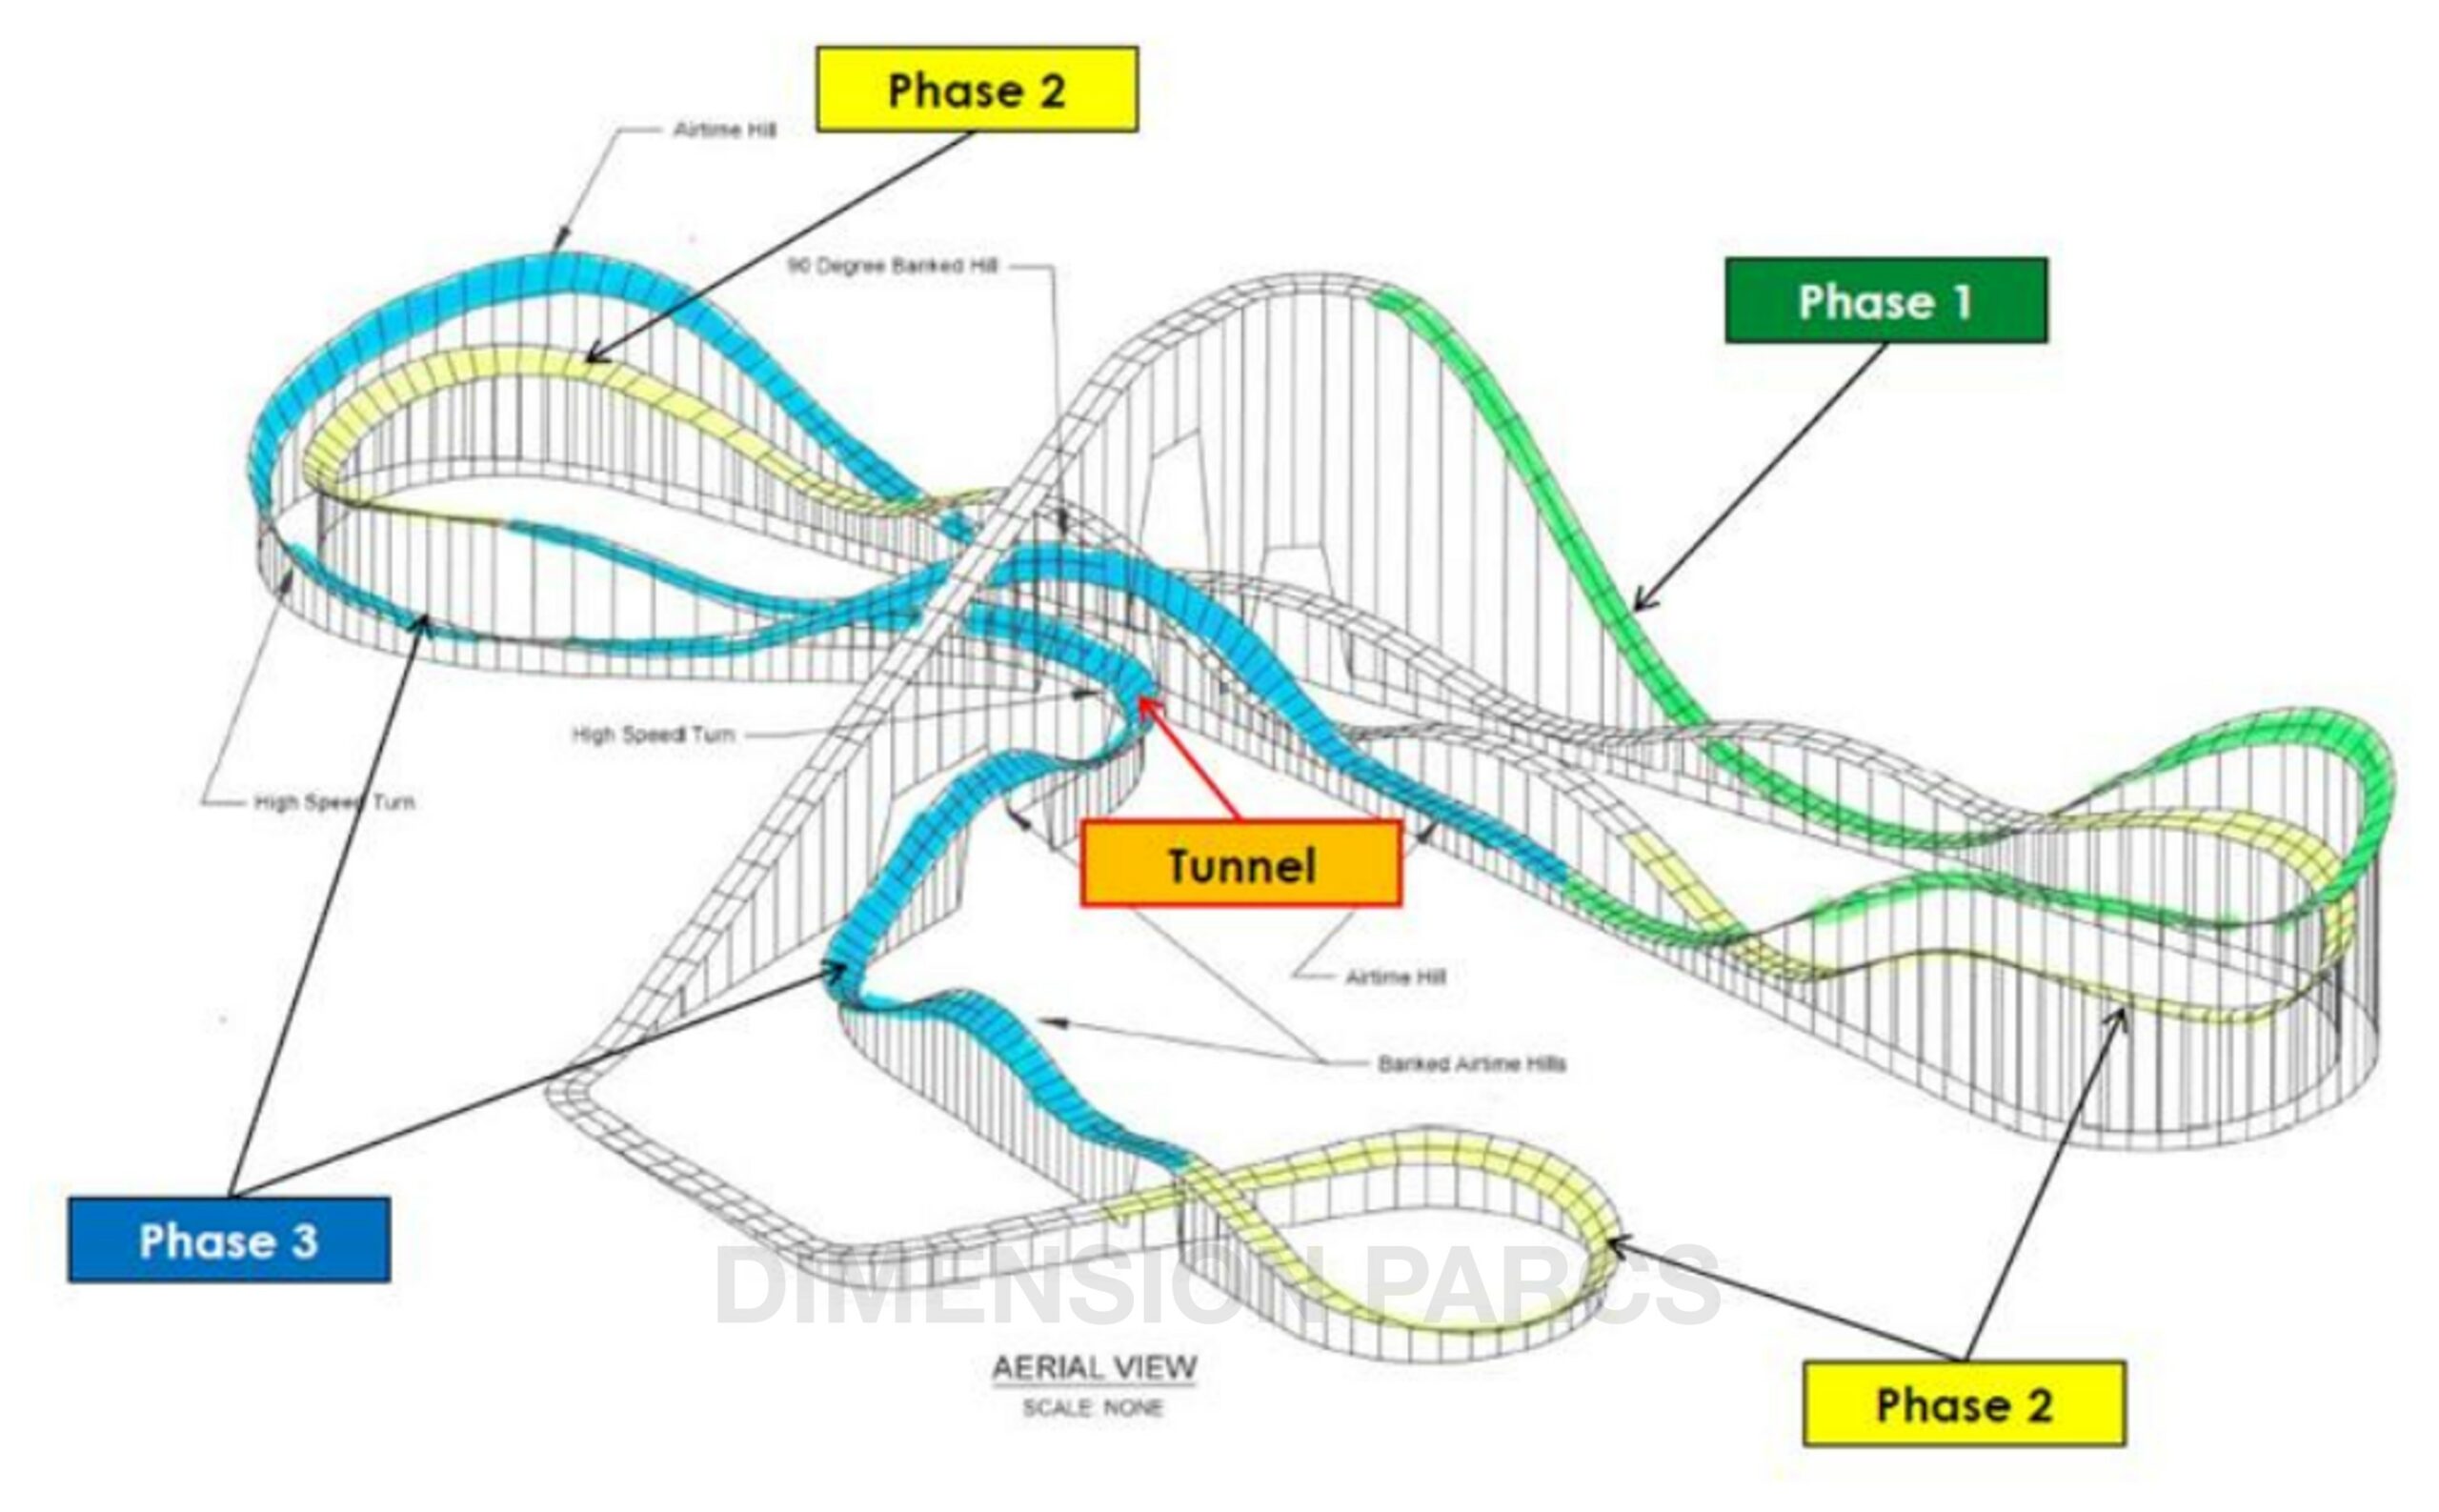 Phase 2
Airtime Hill
90 Degree Banked Hill
Phase 1
High Speed Turn
High Speed Turn
Tunnel
Airtime Hill
Banked Airtime Hills
Phase 3
DIMENSION PARCS
AERIAL VIEW
SCALE: NONE
Phase 2